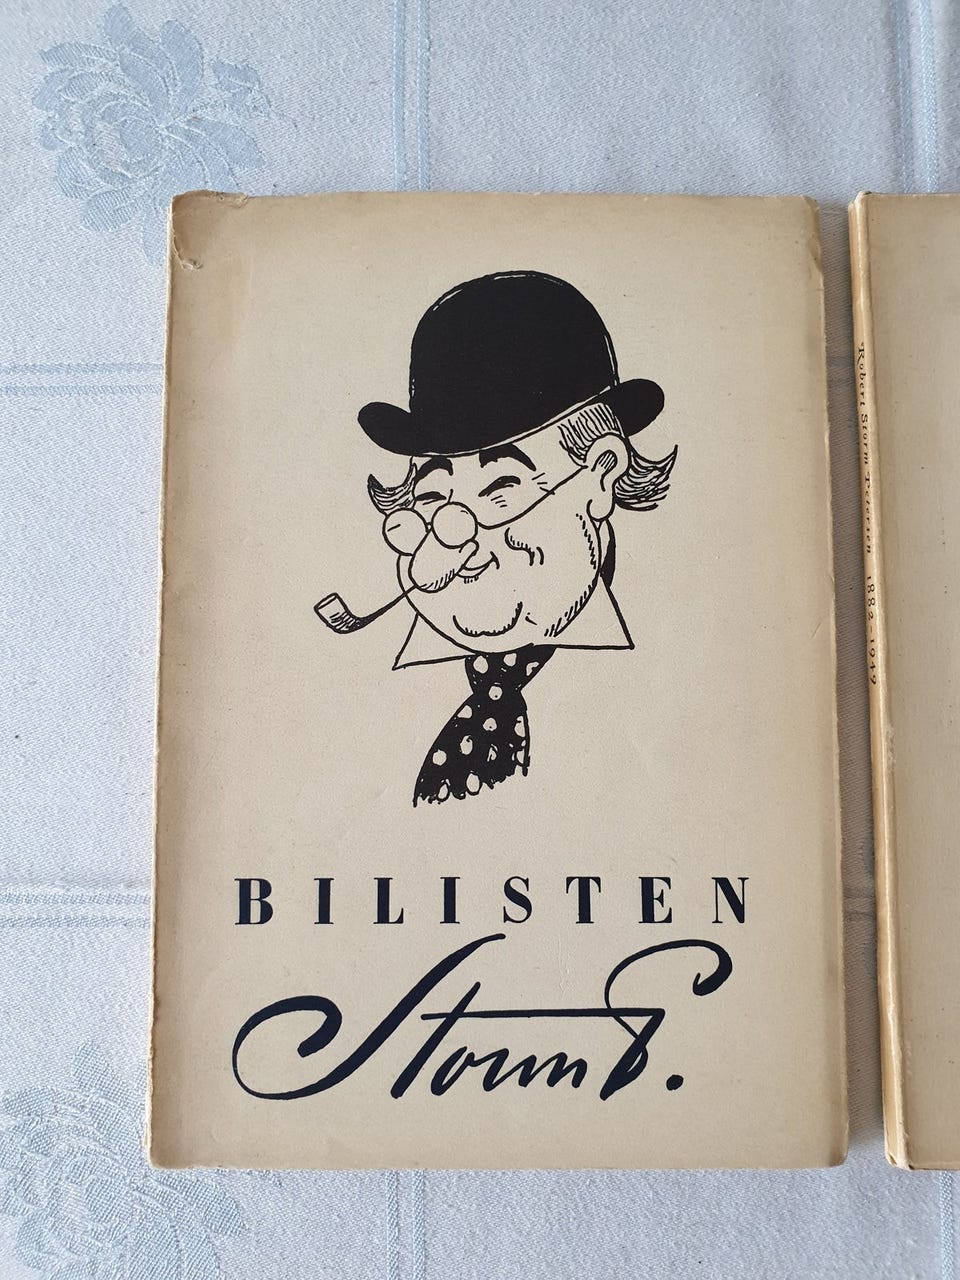 BILISTEN
Storm P.
Robert Storm Petersen 1882-1949